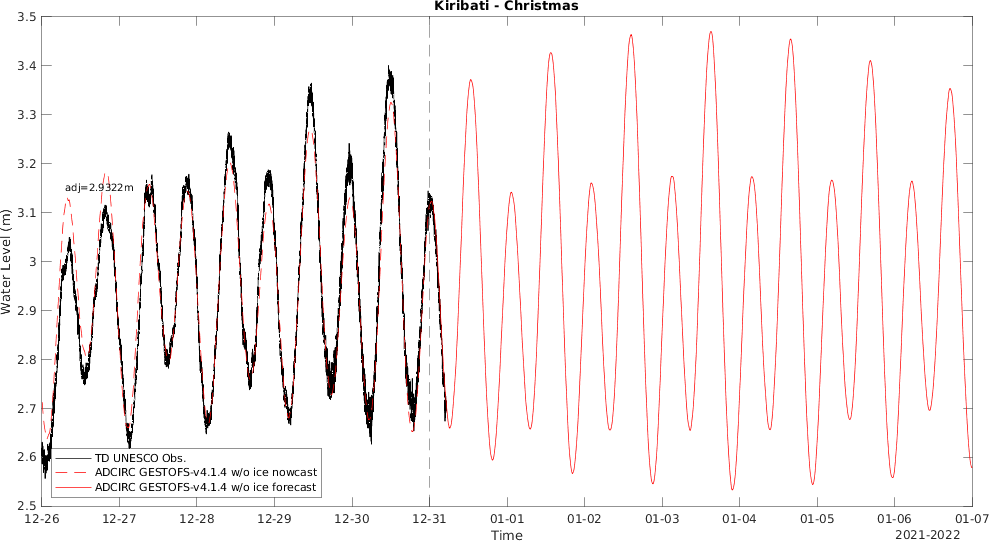 Kiribati - Christmas
3.5
3.4
3.3
3.2
3.1
3
2.9
2.8
2.7
2.6
2.5
Water Level (m)
adj=2.9322m
TD UNESCO Obs.
ADCIRC GESTOFS-v4.1.4 w/o ice nowcast
ADCIRC GESTOFS-v4.1.4 w/o ice forecast
12-26 12-27 12-28 12-29 12-30 12-31 01-01 01-02 01-03 01-04 01-05 01-06 01-07
Time
2021-2022